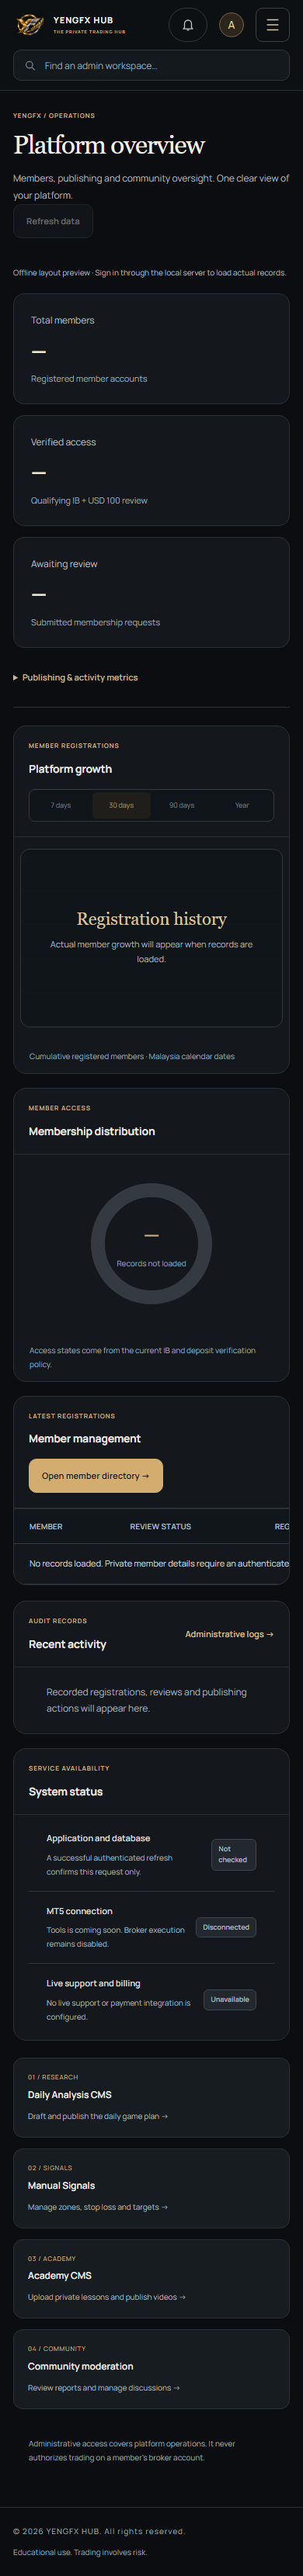 YENGFX HUB
THE PRIVATE TRADING HUB
A
Find an admin workspace...
YENGFX / OPERATIONS
Platform overview
Members, publishing and community oversight. One clear view of
your platform.
Refresh data
Offline layout preview · Sign in through the local server to load actual records.
Total members
—
Registered member accounts
Verified access
—
Qualifying IB + USD 100 review
Awaiting review
—
Submitted membership requests
Publishing & activity metrics
MEMBER REGISTRATIONS
Platform growth
7 days 30 days 90 days Year
Registration history
Actual member growth will appear when records are
loaded.
Cumulative registered members · Malaysia calendar dates
MEMBER ACCESS
Membership distribution
—
Records not loaded
Access states come from the current IB and deposit verification
policy.
LATEST REGISTRATIONS
Member management
Open member directory →
MEMBER REVIEW STATUS REG
No records loaded. Private member details require an authenticate
AUDIT RECORDS
Recent activity
Administrative logs →
Recorded registrations, reviews and publishing
actions will appear here.
SERVICE AVAILABILITY
System status
Application and database
A successful authenticated refresh
confirms this request only.
Not
checked
MT5 connection
Tools is coming soon. Broker execution
remains disabled.
Disconnected
Live support and billing
No live support or payment integration is
configured.
Unavailable
01 / RESEARCH
Daily Analysis CMS
Draft and publish the daily game plan →
02 / SIGNALS
Manual Signals
Manage zones, stop loss and targets →
03 / ACADEMY
Academy CMS
Upload private lessons and publish videos →
04 / COMMUNITY
Community moderation
Review reports and manage discussions →
Administrative access covers platform operations. It never
authorizes trading on a member's broker account.
© 2026 YENGFX HUB. All rights reserved.
Educational use. Trading involves risk.